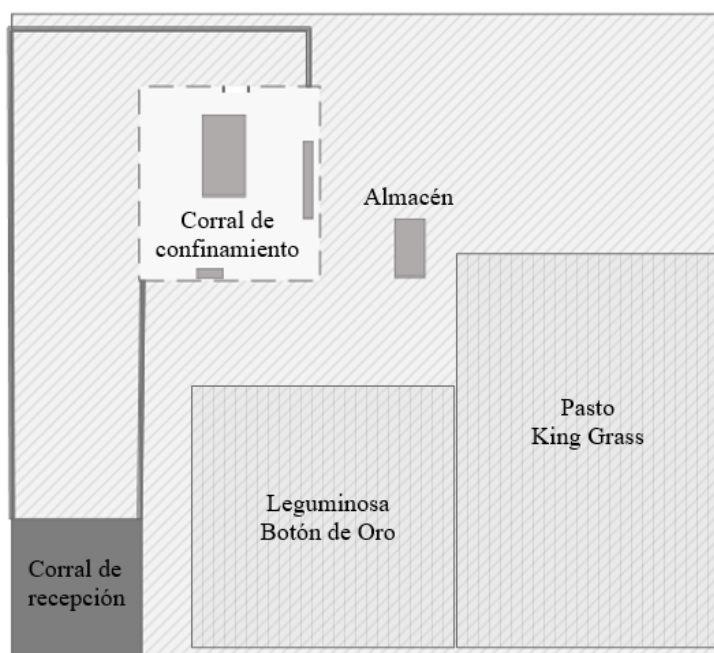 Almacén
Corral de
confinamiento
Pasto
King Grass
Leguminosa
Botón de Oro
Corral de
recepción